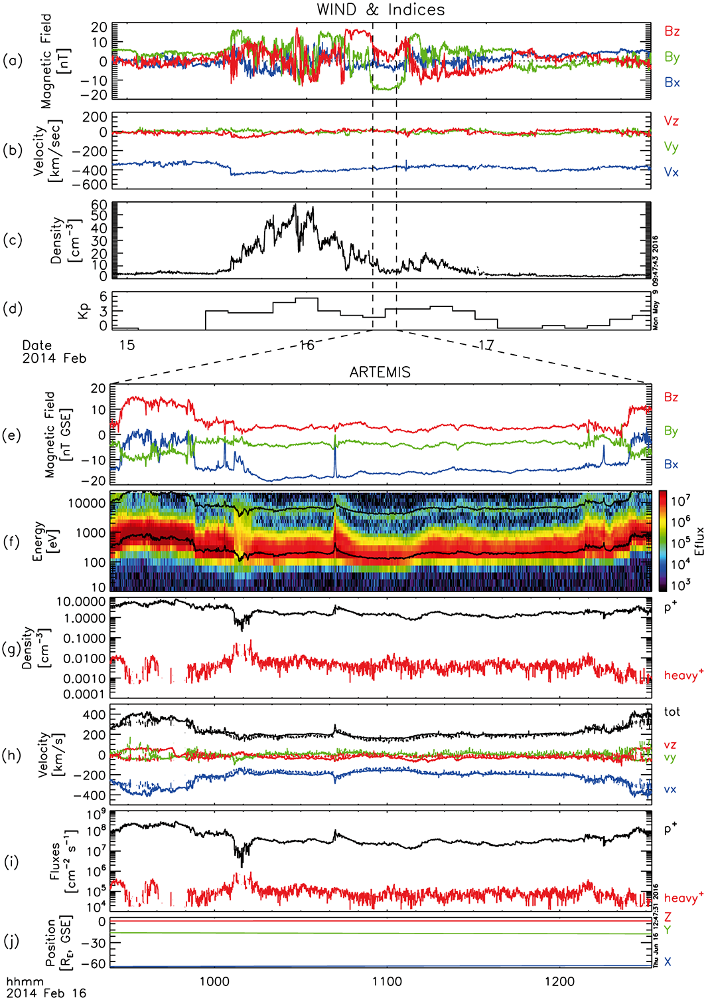 WIND & Indices
(a)
Magnetic Field
[nT]
20
10
0
−10
−20
Bz
By
Bx
(b)
Velocity
[km/sec]
200
0
−200
−400
−600
Vz
Vy
Vx
(c)
Density
[cm−3]
60
50
40
30
20
10
0
(d)
Kp
6
3
0
Mon May 9 09:47:43 2016
15
16
17
Date
2014 Feb
ARTEMIS
(e)
Magnetic Field
[nT GSE]
20
10
0
−10
−20
Bz
By
Bx
(f)
Energy
[eV]
10000
1000
100
10
10^7
10^6
10^5
10^4
10^3
Eflux
(g)
Density
[cm−3]
10.0000
1.0000
0.1000
0.0100
0.0010
0.0001
p+
heavy+
(h)
Velocity
[km/s]
400
200
0
−200
−400
tot
vz
vy
vx
(i)
Fluxes
[cm−2 s−1]
10^9
10^8
10^7
10^6
10^5
10^4
p+
heavy+
(j)
Position
[RE, GSE]
0
−30
−60
Z
Y
X
Thu Jun 16 12:47:31 2016
1000
1100
1200
hhmm
2014 Feb 16